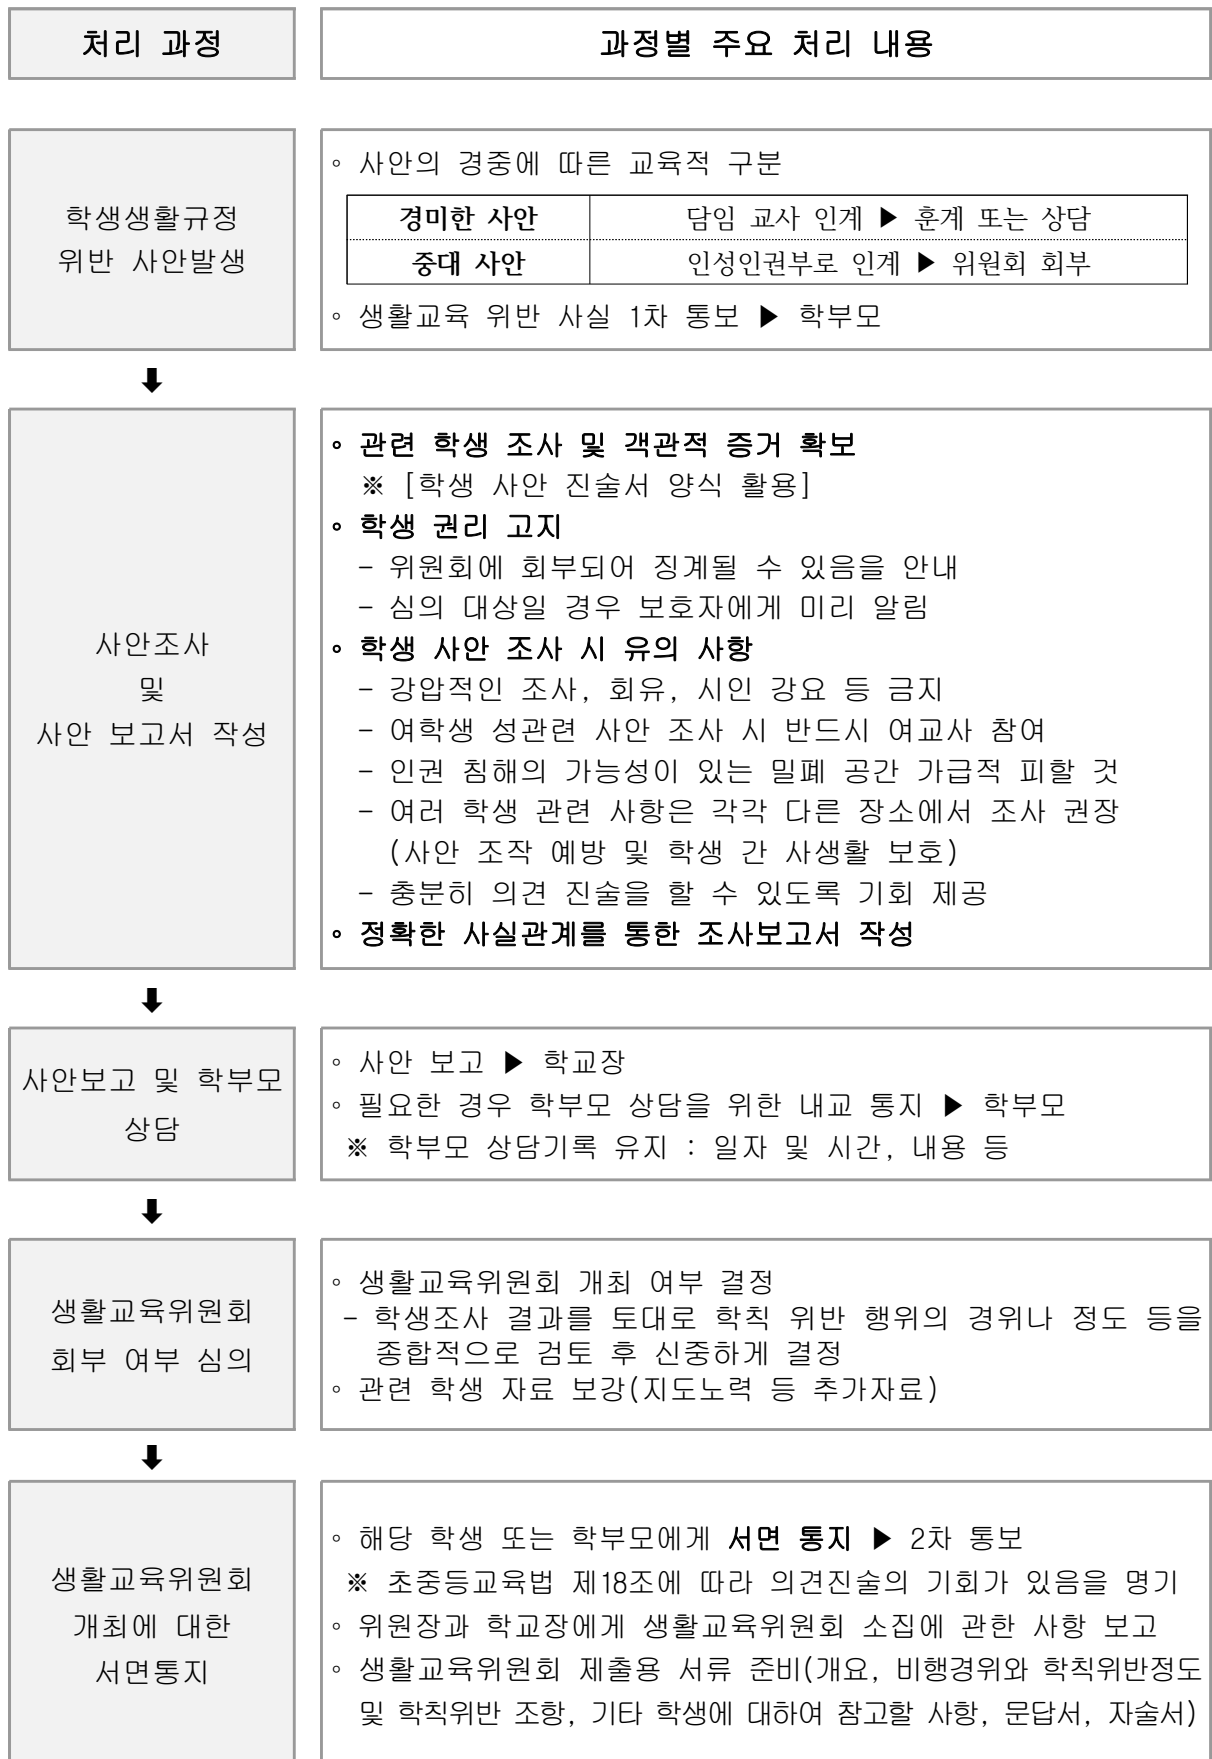 처리 과정
과정별 주요 처리 내용
학생생활규정
위반 사안발생
◦ 사안의 경중에 따른 교육적 구분
경미한 사안 담임 교사 인계 ▶ 훈계 또는 상담
중대 사안 인성인권부로 인계 ▶ 위원회 회부
◦ 생활교육 위반 사실 1차 통보 ▶ 학부모
⬇
사안조사
및
사안 보고서 작성
◦ 관련 학생 조사 및 객관적 증거 확보
※ [학생 사안 진술서 양식 활용]
◦ 학생 권리 고지
- 위원회에 회부되어 징계될 수 있음을 안내
- 심의 대상일 경우 보호자에게 미리 알림
◦ 학생 사안 조사 시 유의 사항
- 강압적인 조사, 회유, 시인 강요 등 금지
- 여학생 성관련 사안 조사 시 반드시 여교사 참여
- 인권 침해의 가능성이 있는 밀폐 공간 가급적 피할 것
- 여러 학생 관련 사항은 각각 다른 장소에서 조사 권장
(사안 조작 예방 및 학생 간 사생활 보호)
- 충분히 의견 진술을 할 수 있도록 기회 제공
◦ 정확한 사실관계를 통한 조사보고서 작성
⬇
사안보고 및 학부모
상담
◦ 사안 보고 ▶ 학교장
◦ 필요한 경우 학부모 상담을 위한 내교 통지 ▶ 학부모
※ 학부모 상담기록 유지 : 일자 및 시간, 내용 등
⬇
생활교육위원회
회부 여부 심의
◦ 생활교육위원회 개최 여부 결정
- 학생조사 결과를 토대로 학칙 위반 행위의 경위나 정도 등을
종합적으로 검토 후 신중하게 결정
◦ 관련 학생 자료 보강(지도노력 등 추가자료)
⬇
생활교육위원회
개최에 대한
서면통지
◦ 해당 학생 또는 학부모에게 서면 통지 ▶ 2차 통보
※ 초중등교육법 제18조에 따라 의견진술의 기회가 있음을 명기
◦ 위원장과 학교장에게 생활교육위원회 소집에 관한 사항 보고
◦ 생활교육위원회 제출용 서류 준비(개요, 비행경위와 학칙위반정도
및 학칙위반 조항, 기타 학생에 대하여 참고할 사항, 문답서, 자술서)